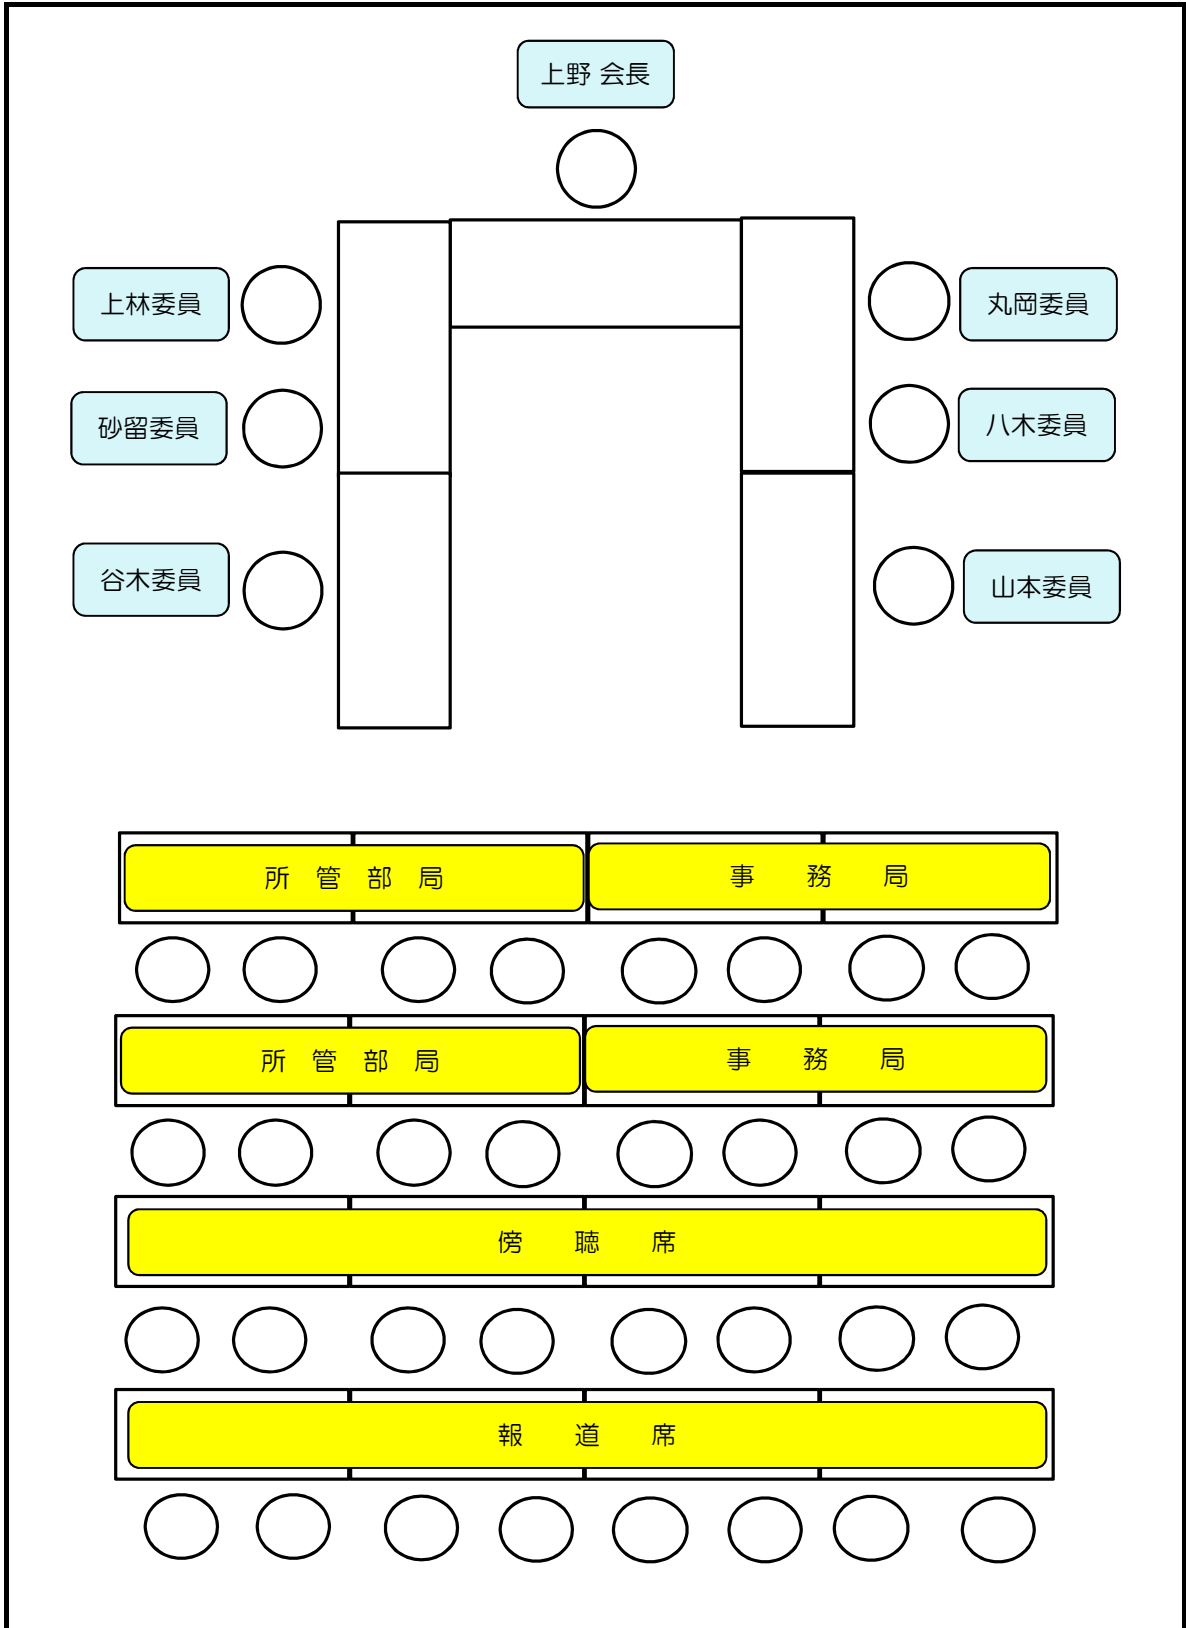 上野 会長
上林委員
丸岡委員
砂留委員
八木委員
谷木委員
山本委員
所 管 部 局
事 務 局
所 管 部 局
事 務 局
傍 聴 席
報 道 席